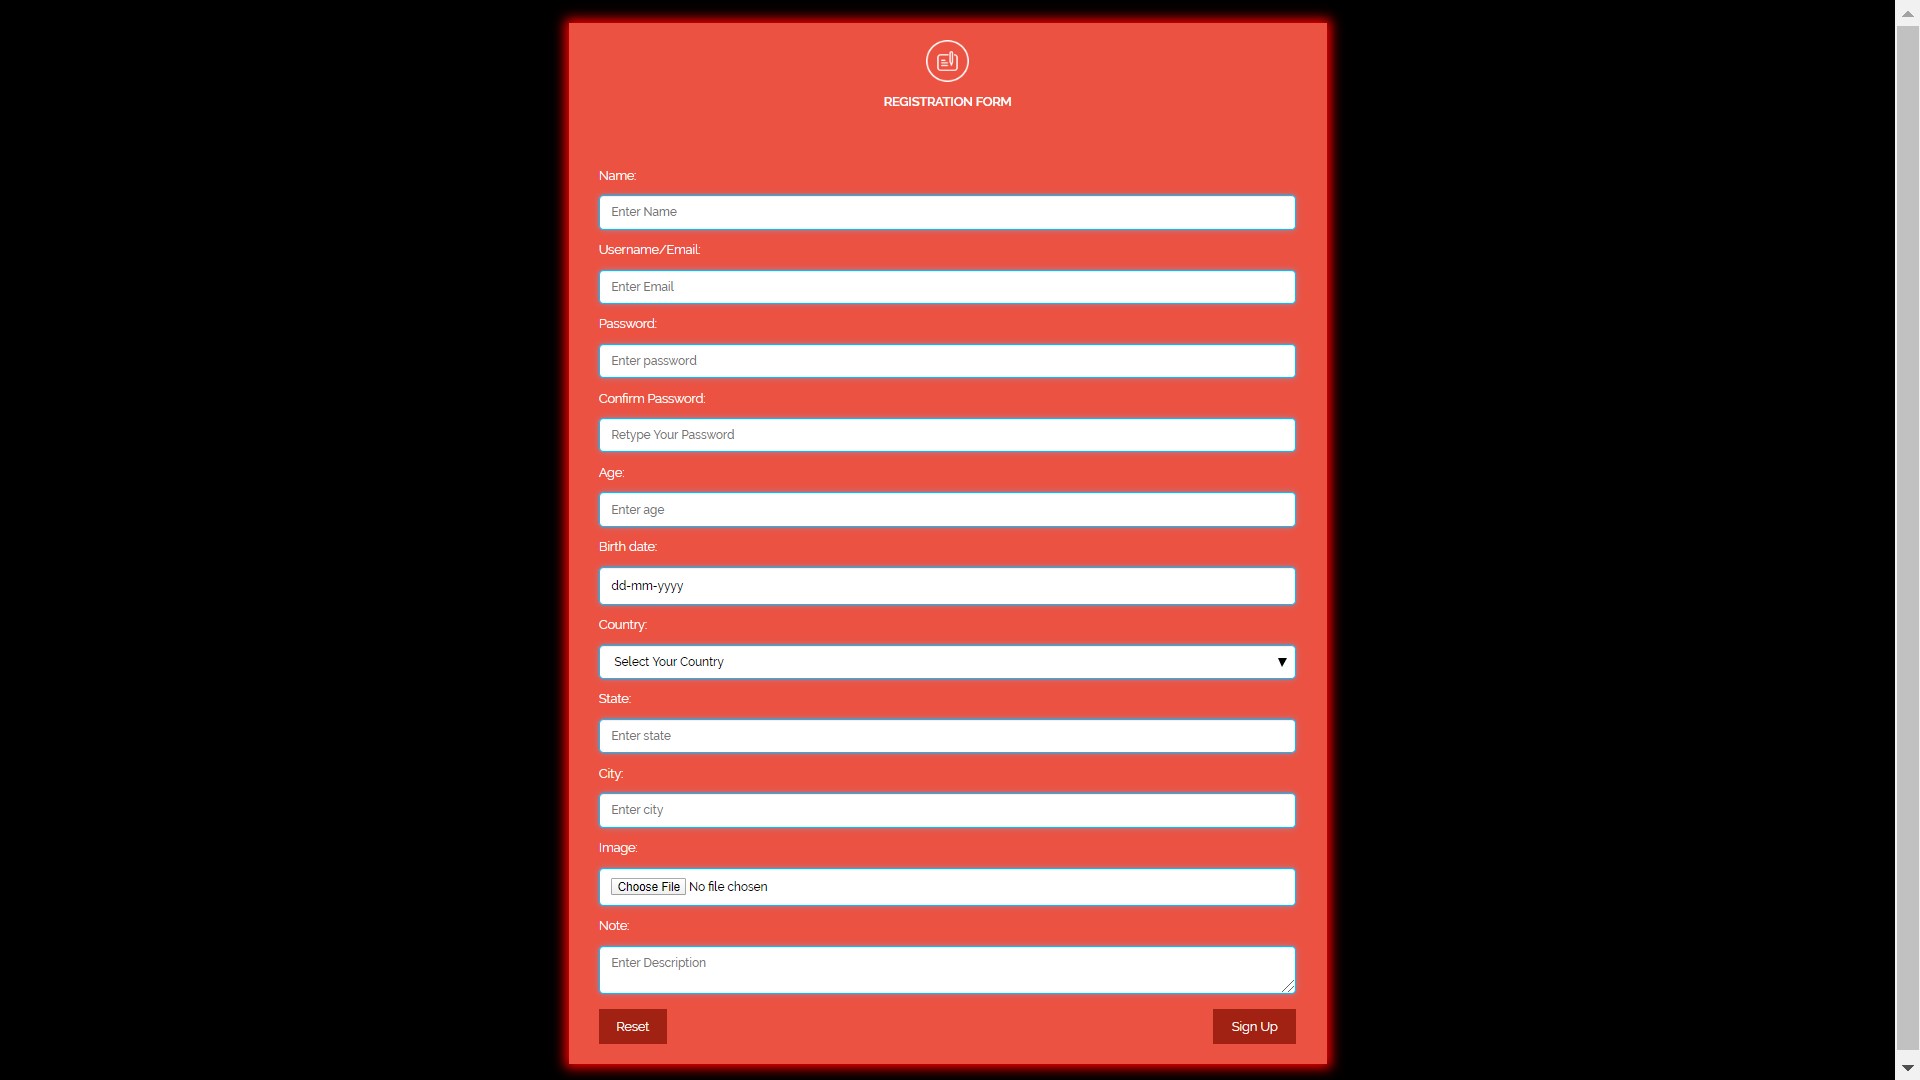 REGISTRATION FORM
Name:
Enter Name
Username/Email:
Enter Email
Password:
Enter password
Confirm Password:
Retype Your Password
Age:
Enter age
Birth date:
dd-mm-yyyy
Country:
Select Your Country
State:
Enter state
City:
Enter city
Image:
Choose File No file chosen
Note:
Enter Description
Reset Sign Up